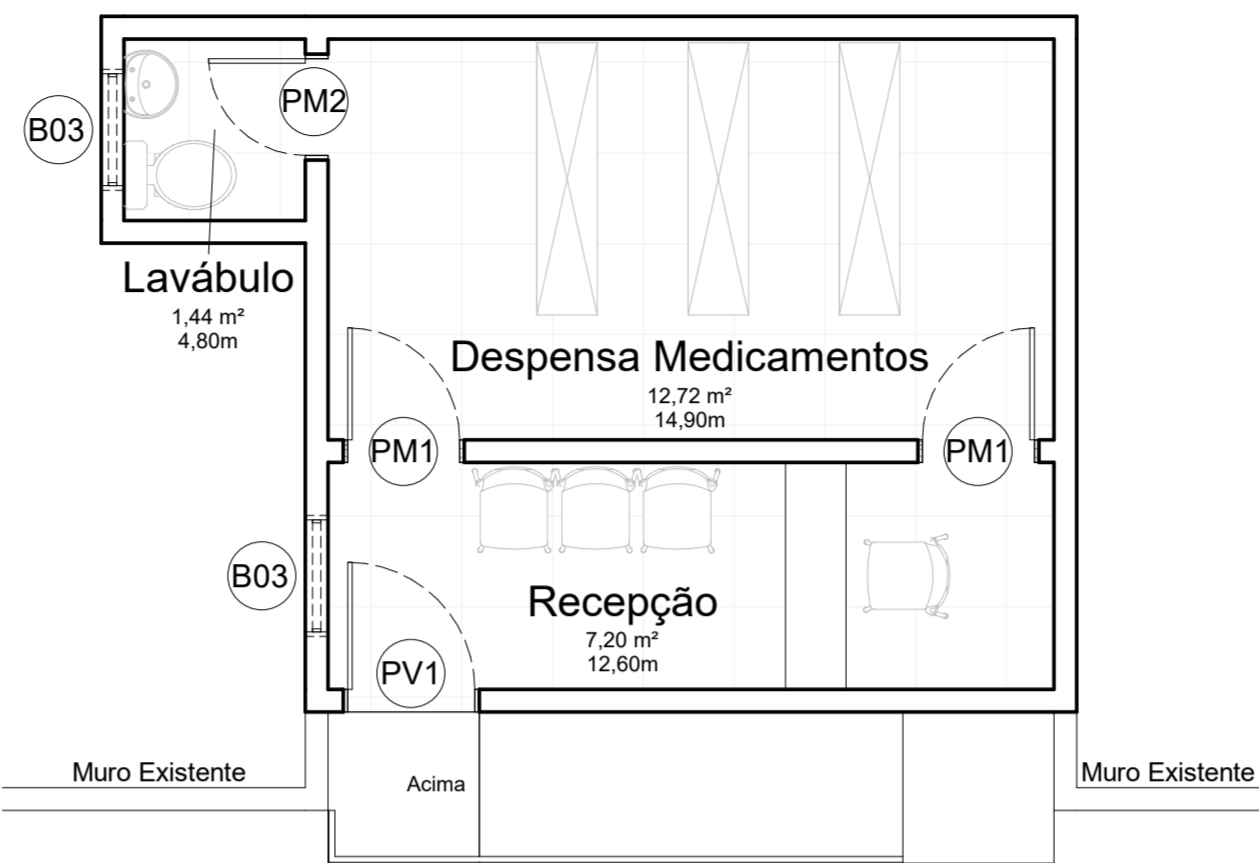 PM2
B03
Lavábulo
1,44 m²
4,80m
Despensa Medicamentos
12,72 m²
14,90m
PM1
PM1
B03
Recepção
7,20 m²
12,60m
PV1
Muro Existente
Acima
Muro Existente